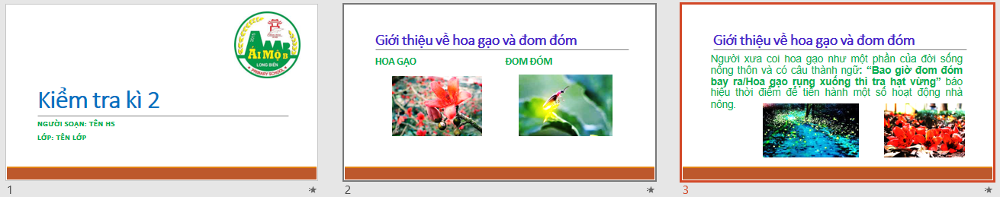 ÁI MỘ B
LONG BIÊN
PRIMARY SCHOOL
Kiểm tra kì 2
NGƯỜI SOẠN: TÊN HS
LỚP: TÊN LỚP
1
Giới thiệu về hoa gạo và đom đóm
HOA GẠO
ĐOM ĐÓM
2
Giới thiệu về hoa gạo và đom đóm
Người xưa coi hoa gạo như một phần của đời sống
nông thôn và có câu thành ngữ: “Bao giờ đom đóm
bay ra/Hoa gạo rụng xuống thì tra hạt vừng” báo
hiệu thời điểm để tiến hành một số hoạt động nhà
nông.
3